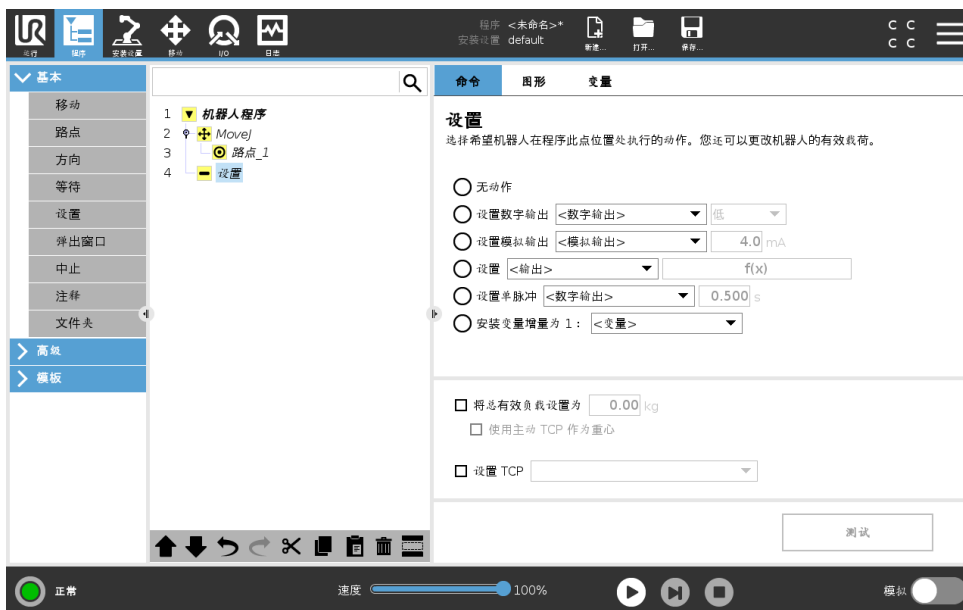 UR
程序 <未命名>*
安装设置 default
C C
C C
运行 程序 安装设置 移动 I/O 日志 新建... 打开... 保存...
基本
移动
路点
方向
等待
设置
弹出窗口
中止
注释
文件夹
高级
模板
1 机器人程序
2 MoveJ
3 路点_1
4 设置
命令 图形 变量
设置
选择希望机器人在程序此点位置处执行的动作。您还可以更改机器人的有效载荷。
无动作
设置数字输出 <数字输出> 低
设置模拟输出 <模拟输出> 4.0 mA
设置 <输出> f(x)
设置单脉冲 <数字输出> 0.500 s
安装变量增量为 1： <变量>
将总有效负载设置为 0.00 kg
使用主动 TCP 作为重心
设置 TCP
测试
正常
速度 100%
模拟